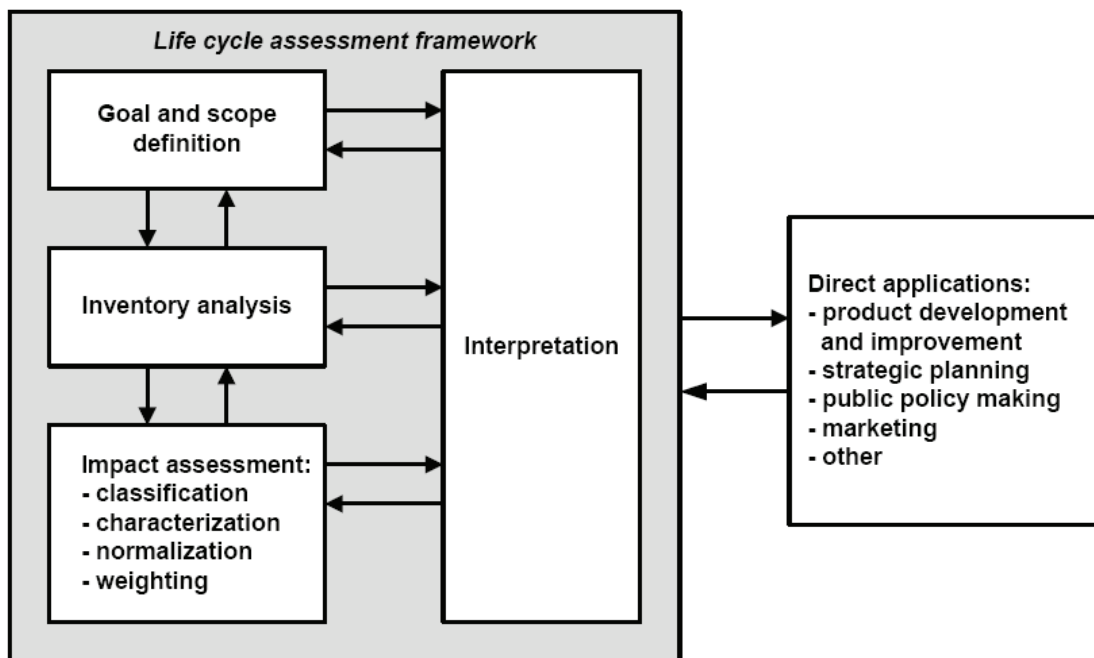 Life cycle assessment framework
Goal and scope
definition
Inventory analysis
Impact assessment:
- classification
- characterization
- normalization
- weighting
Interpretation
Direct applications:
- product development
and improvement
- strategic planning
- public policy making
- marketing
- other